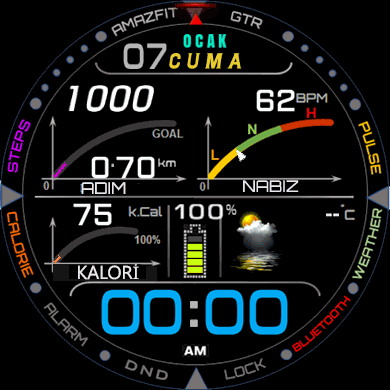 AMAZFIT GTR
07 OCAK
CUMA
1000 62 BPM
GOAL L N H
0.70 km
0 0
ADIM NABIZ
STEPS PULSE
75 k.Cal 100% --°C
100%
KALORİ
CALORIE WEATHER
00:00
ALARM BLUETOOTH
AM
DND LOCK